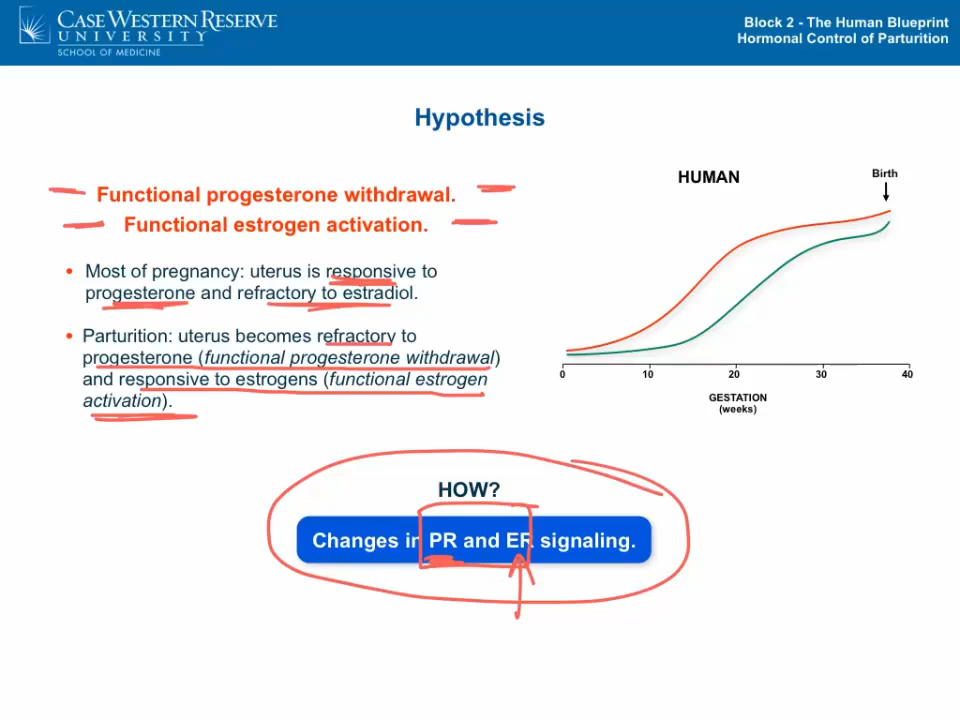 CASE WESTERN RESERVE
UNIVERSITY
SCHOOL OF MEDICINE
Block 2 - The Human Blueprint
Hormonal Control of Parturition
Hypothesis
Functional progesterone withdrawal.
Functional estrogen activation.
• Most of pregnancy: uterus is responsive to
progesterone and refractory to estradiol.
• Parturition: uterus becomes refractory to
progesterone (functional progesterone withdrawal)
and responsive to estrogens (functional estrogen
activation).
HUMAN
Birth
0 10 20 30 40
GESTATION
(weeks)
HOW?
Changes in PR and ER signaling.